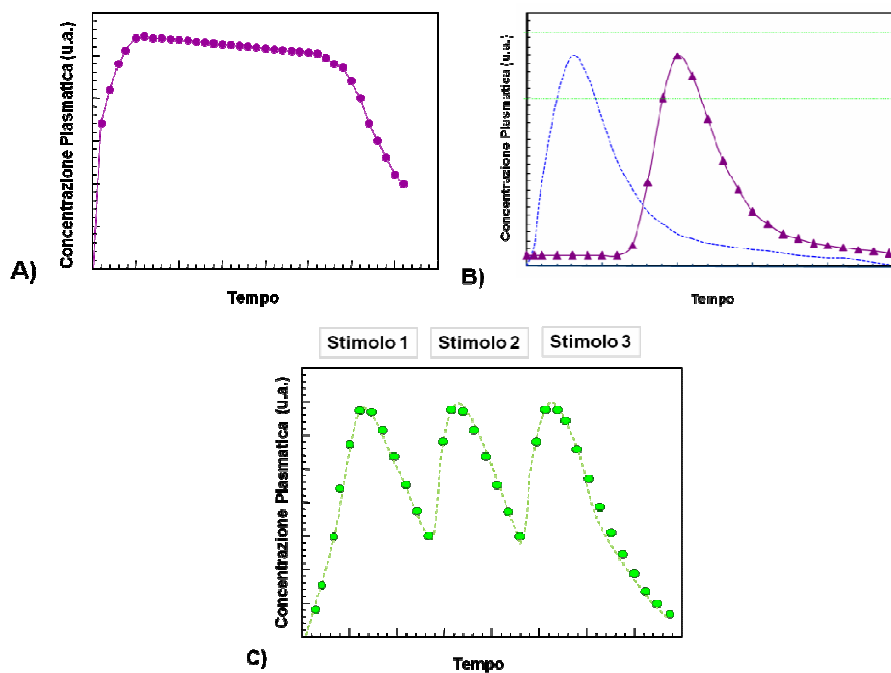 Concentrazione Plasmatica (u.a.)
A)
Tempo
Concentrazione Plasmatica (u.a.)
B)
Tempo
Stimolo 1 Stimolo 2 Stimolo 3
Concentrazione Plasmatica (u.a.)
C)
Tempo